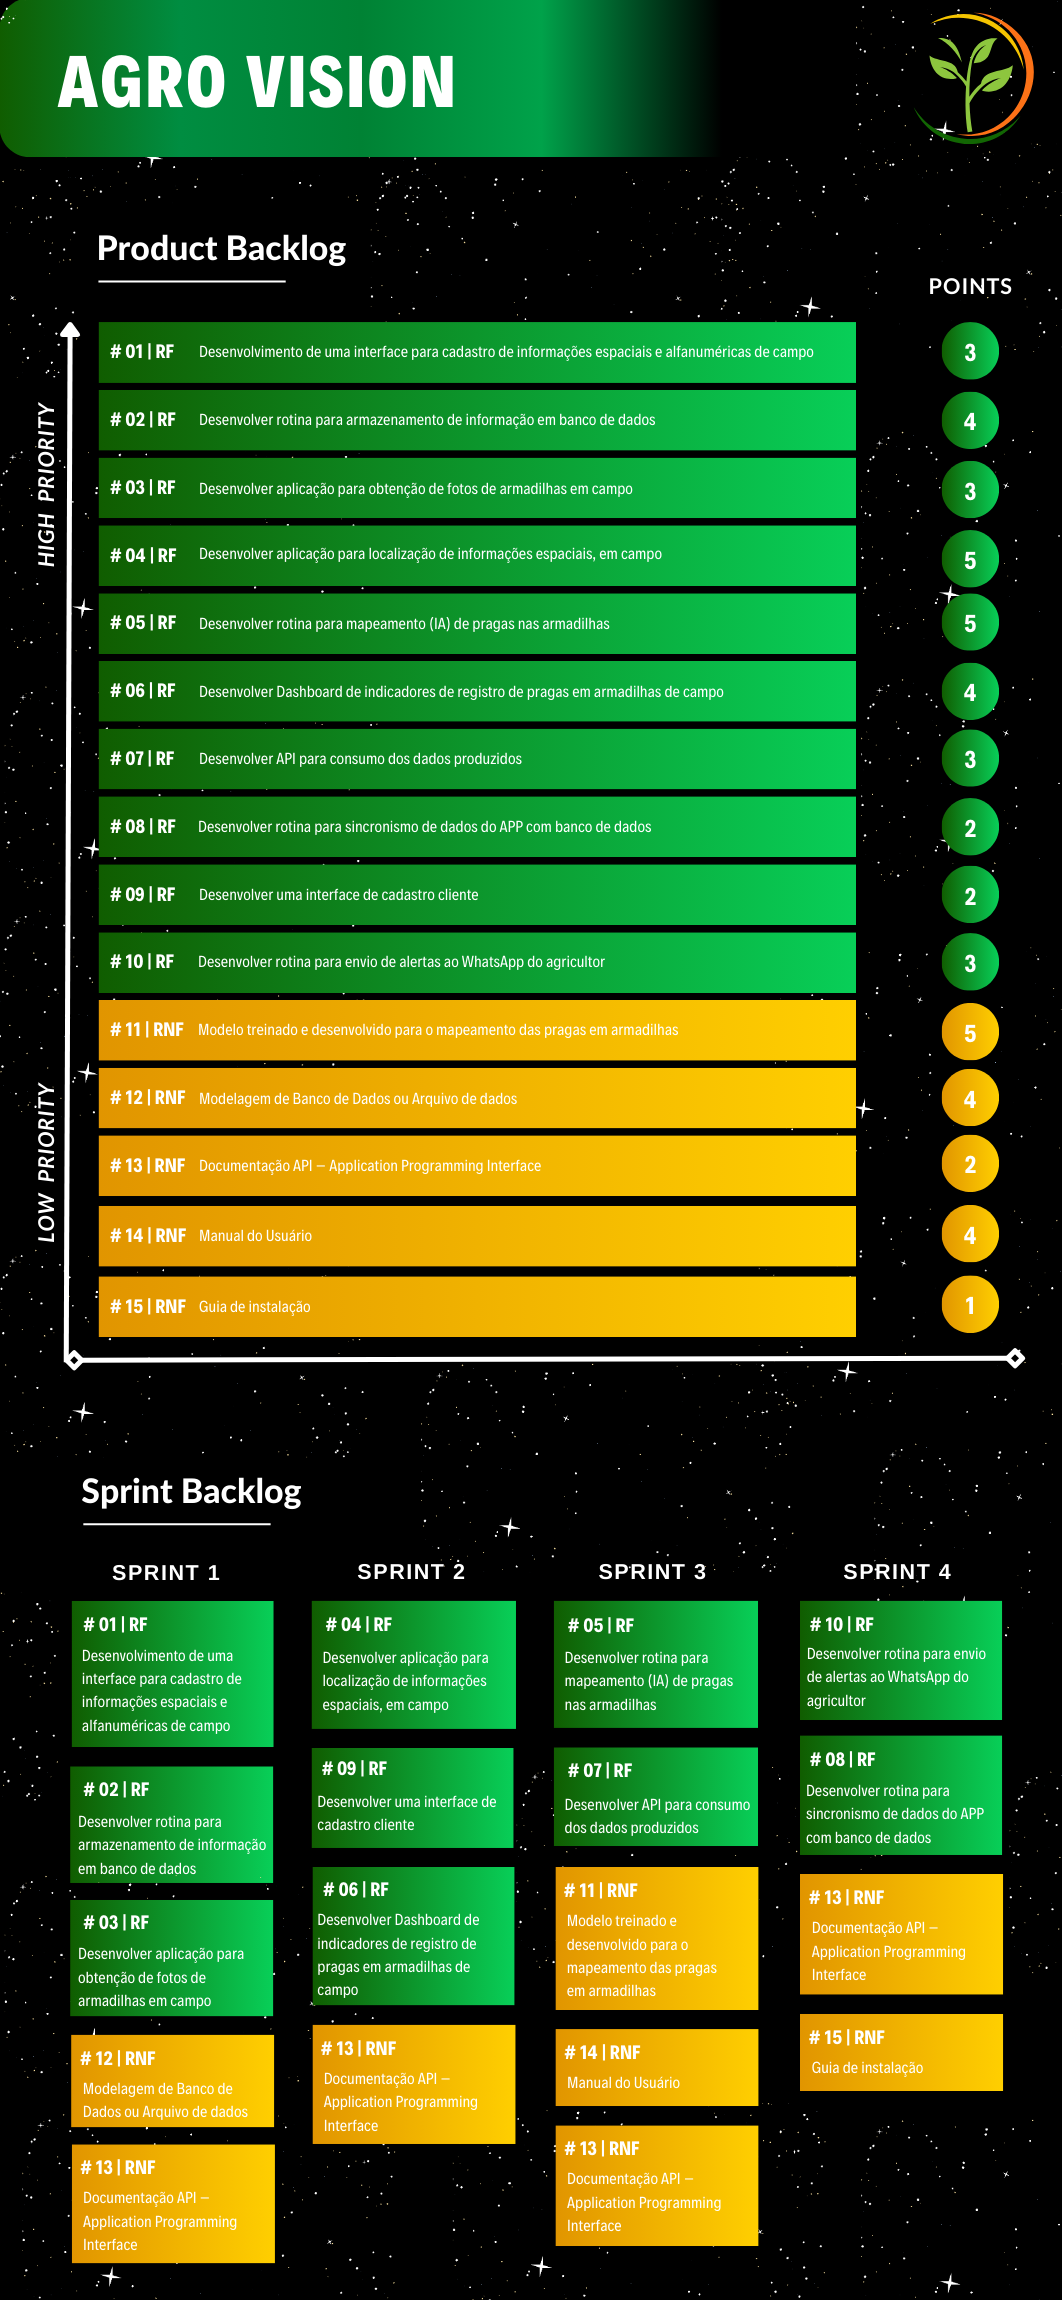 AGRO VISION
Product Backlog
POINTS
HIGH PRIORITY
LOW PRIORITY
# 01 | RF Desenvolvimento de uma interface para cadastro de informações espaciais e alfanuméricas de campo 3
# 02 | RF Desenvolver rotina para armazenamento de informação em banco de dados 4
# 03 | RF Desenvolver aplicação para obtenção de fotos de armadilhas em campo 3
# 04 | RF Desenvolver aplicação para localização de informações espaciais, em campo 5
# 05 | RF Desenvolver rotina para mapeamento (IA) de pragas nas armadilhas 5
# 06 | RF Desenvolver Dashboard de indicadores de registro de pragas em armadilhas de campo 4
# 07 | RF Desenvolver API para consumo dos dados produzidos 3
# 08 | RF Desenvolver rotina para sincronismo de dados do APP com banco de dados 2
# 09 | RF Desenvolver uma interface de cadastro cliente 2
# 10 | RF Desenvolver rotina para envio de alertas ao WhatsApp do agricultor 3
# 11 | RNF Modelo treinado e desenvolvido para o mapeamento das pragas em armadilhas 5
# 12 | RNF Modelagem de Banco de Dados ou Arquivo de dados 4
# 13 | RNF Documentação API – Application Programming Interface 2
# 14 | RNF Manual do Usuário 4
# 15 | RNF Guia de instalação 1
Sprint Backlog
SPRINT 1
# 01 | RF
Desenvolvimento de uma
interface para cadastro de
informações espaciais e
alfanuméricas de campo
# 02 | RF
Desenvolver rotina para
armazenamento de informação
em banco de dados
# 03 | RF
Desenvolver aplicação para
obtenção de fotos de
armadilhas em campo
# 12 | RNF
Modelagem de Banco de
Dados ou Arquivo de dados
# 13 | RNF
Documentação API –
Application Programming
Interface
SPRINT 2
# 04 | RF
Desenvolver aplicação para
localização de informações
espaciais, em campo
# 09 | RF
Desenvolver uma interface de
cadastro cliente
# 06 | RF
Desenvolver Dashboard de
indicadores de registro de
pragas em armadilhas de
campo
# 13 | RNF
Documentação API –
Application Programming
Interface
SPRINT 3
# 05 | RF
Desenvolver rotina para
mapeamento (IA) de pragas
nas armadilhas
# 07 | RF
Desenvolver API para consumo
dos dados produzidos
# 11 | RNF
Modelo treinado e
desenvolvido para o
mapeamento das pragas
em armadilhas
# 14 | RNF
Manual do Usuário
# 13 | RNF
Documentação API –
Application Programming
Interface
SPRINT 4
# 10 | RF
Desenvolver rotina para envio
de alertas ao WhatsApp do
agricultor
# 08 | RF
Desenvolver rotina para
sincronismo de dados do APP
com banco de dados
# 13 | RNF
Documentação API –
Application Programming
Interface
# 15 | RNF
Guia de instalação